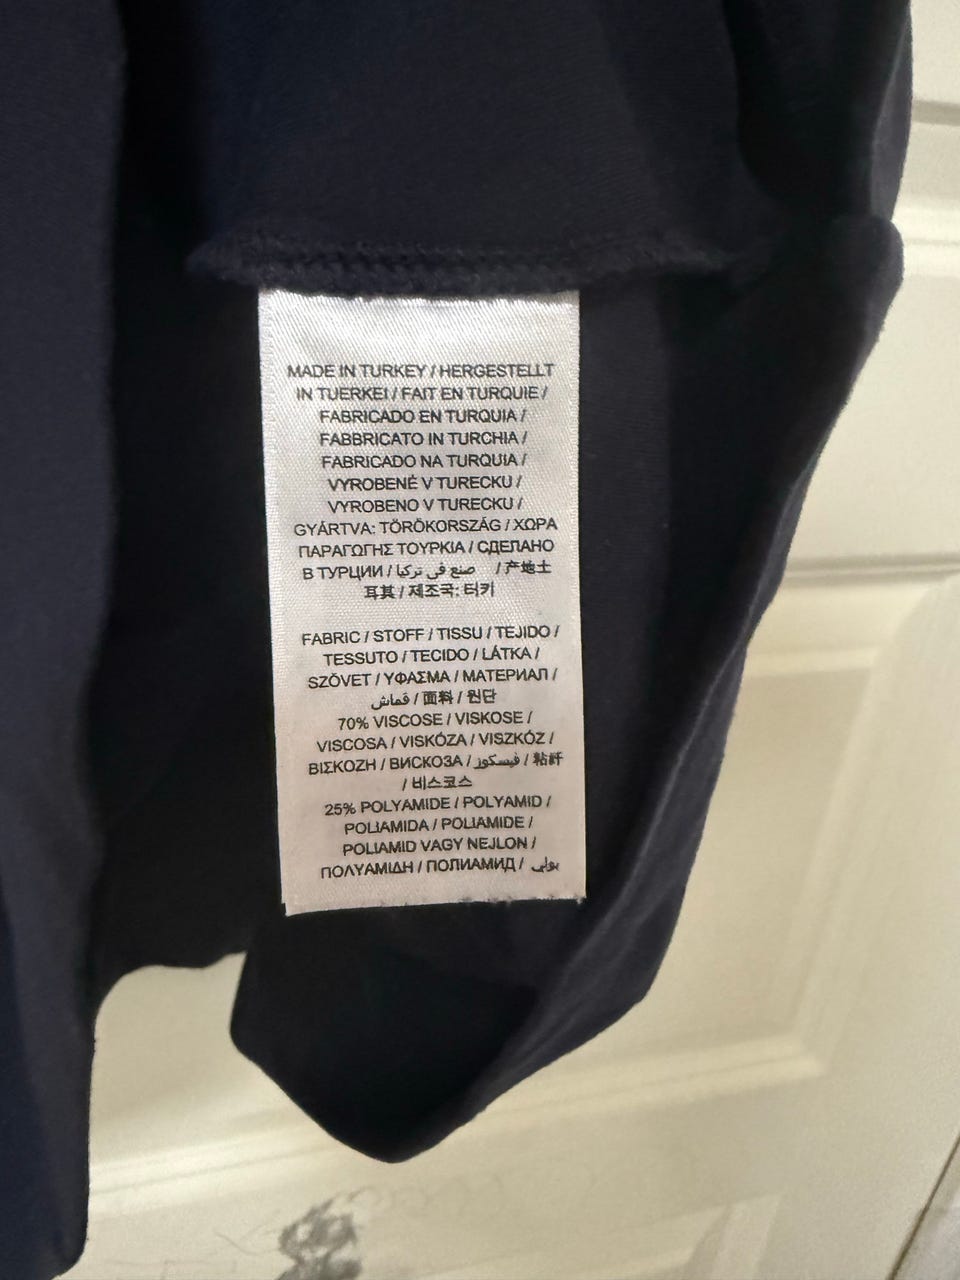 MADE IN TURKEY / HERGESTELLT
IN TUERKEI / FAIT EN TURQUIE /
FABRICADO EN TURQUIA /
FABBRICATO IN TURCHIA /
FABRICADO NA TURQUIA /
VYROBENÉ V TURECKU /
VYROBENO V TURECKU /
GYÁRTVA: TÖRÖKORSZÁG / ΧΩΡΑ
ΠΑΡΑΓΩΓΗΣ ΤΟΥΡΚΙΑ / СДЕЛАНО
В ТУРЦИИ / صنع في تركيا / 产地土
耳其 / 제조국: 터키
FABRIC / STOFF / TISSU / TEJIDO /
TESSUTO / TECIDO / LÁTKA /
SZÖVET / ΥΦΑΣΜΑ / МАТЕРИАЛ /
قماش / 面料 / 원단
70% VISCOSE / VISKOSE /
VISCOSA / VISKÓZA / VISZKÓZ /
ΒΙΣΚΟΖΗ / ВИСКОЗА / فيسكوز / 粘纤
/ 비스코스
25% POLYAMIDE / POLYAMID /
POLIAMIDA / POLIAMIDE /
POLIAMID VAGY NEJLON /
ΠΟΛΥΑΜΙΔΗ / ПОЛИАМИД / بولي